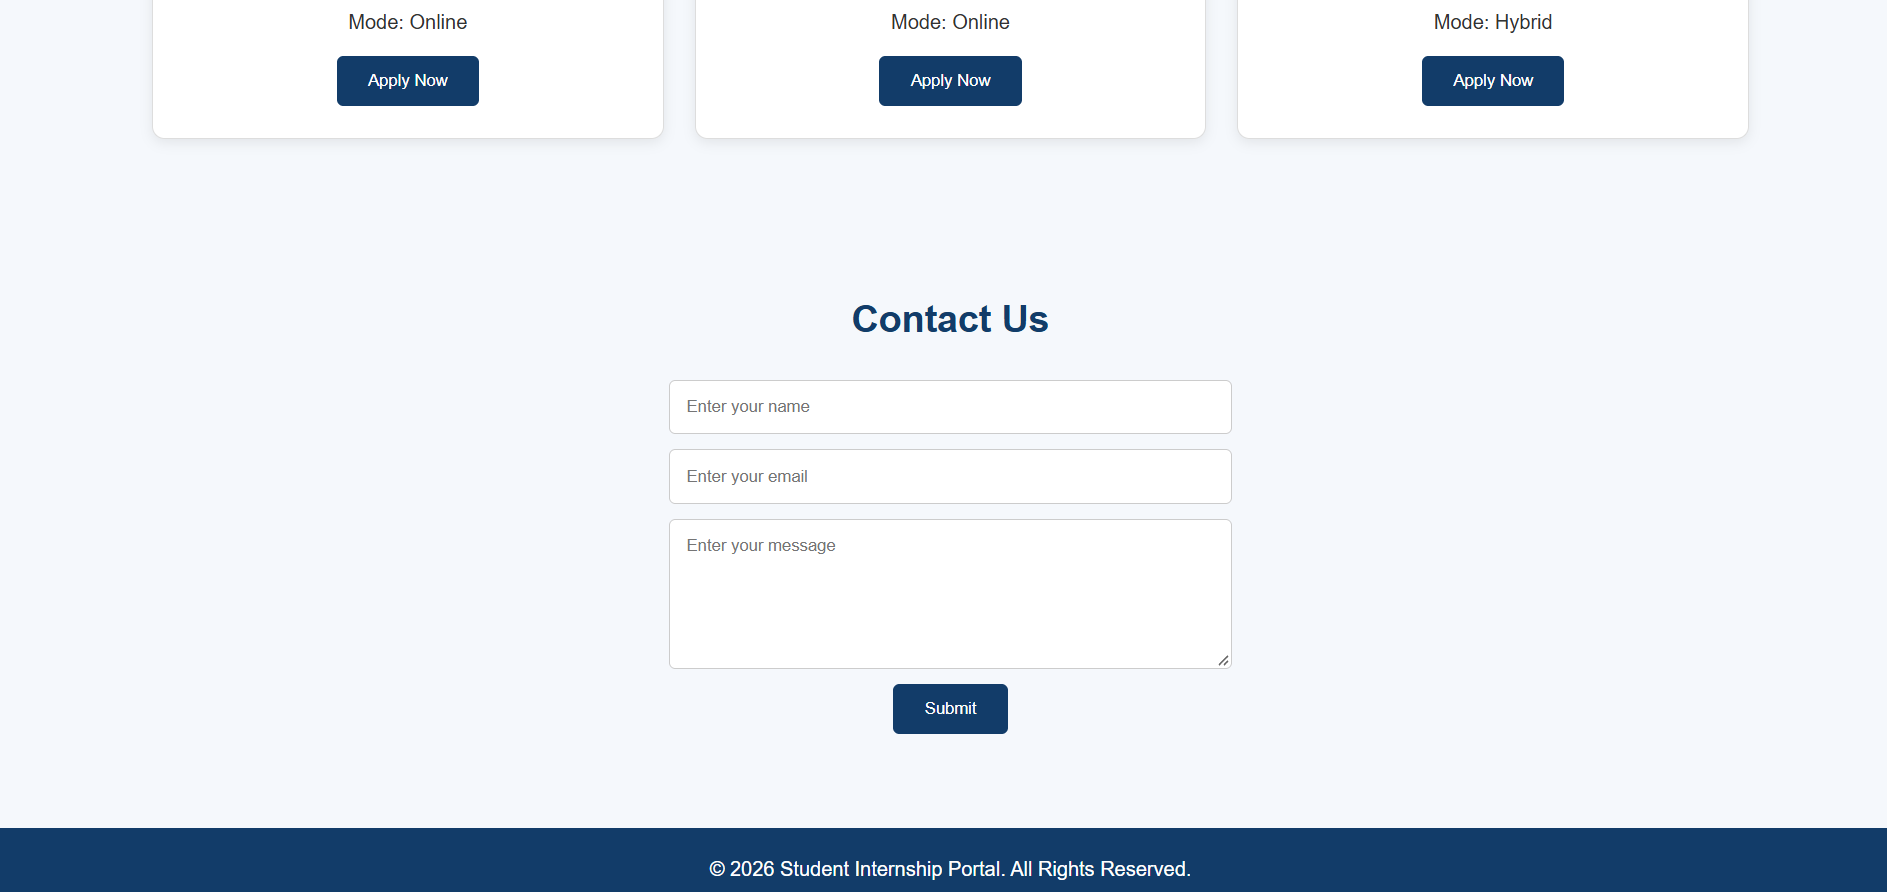 Mode: Online
Mode: Online
Mode: Hybrid
Apply Now
Apply Now
Apply Now
Contact Us
Enter your name
Enter your email
Enter your message
Submit
© 2026 Student Internship Portal. All Rights Reserved.